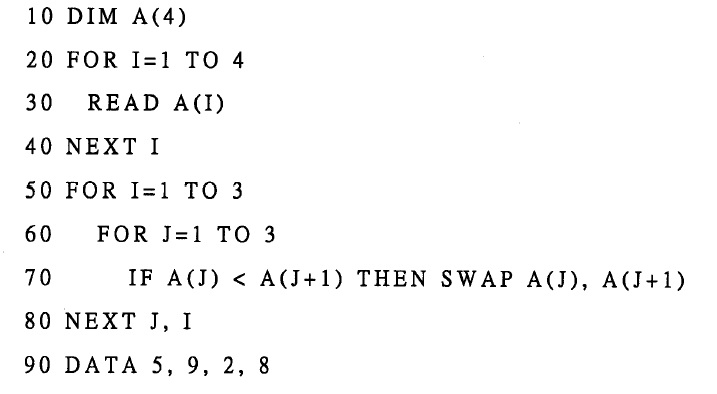 10 DIM A(4)
20 FOR I=1 TO 4
30 READ A(I)
40 NEXT I
50 FOR I=1 TO 3
60 FOR J=1 TO 3
70 IF A(J) < A(J+1) THEN SWAP A(J), A(J+1)
80 NEXT J, I
90 DATA 5, 9, 2, 8